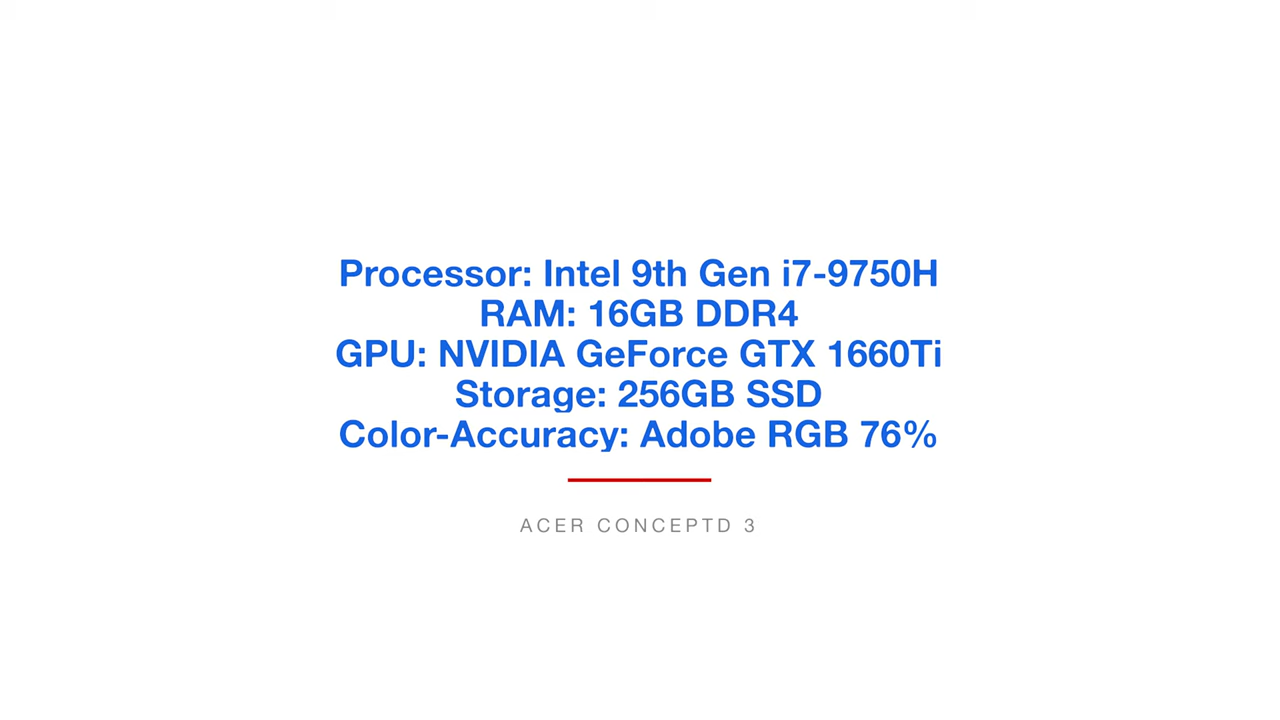 Processor: Intel 9th Gen i7-9750H
RAM: 16GB DDR4
GPU: NVIDIA GeForce GTX 1660Ti
Storage: 256GB SSD
Color-Accuracy: Adobe RGB 76%
ACER CONCEPTD 3